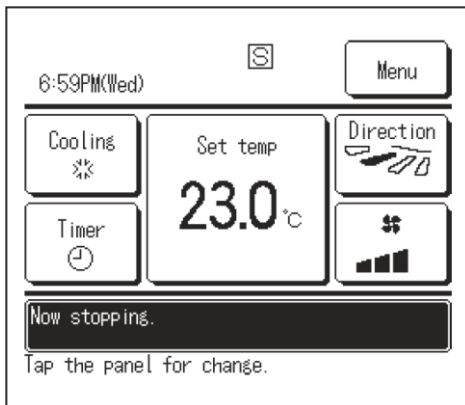 S
6:59PM(Wed)
Menu
Cooling
Set temp
23.0 °C
Direction
Timer
Now stopping.
Tap the panel for change.